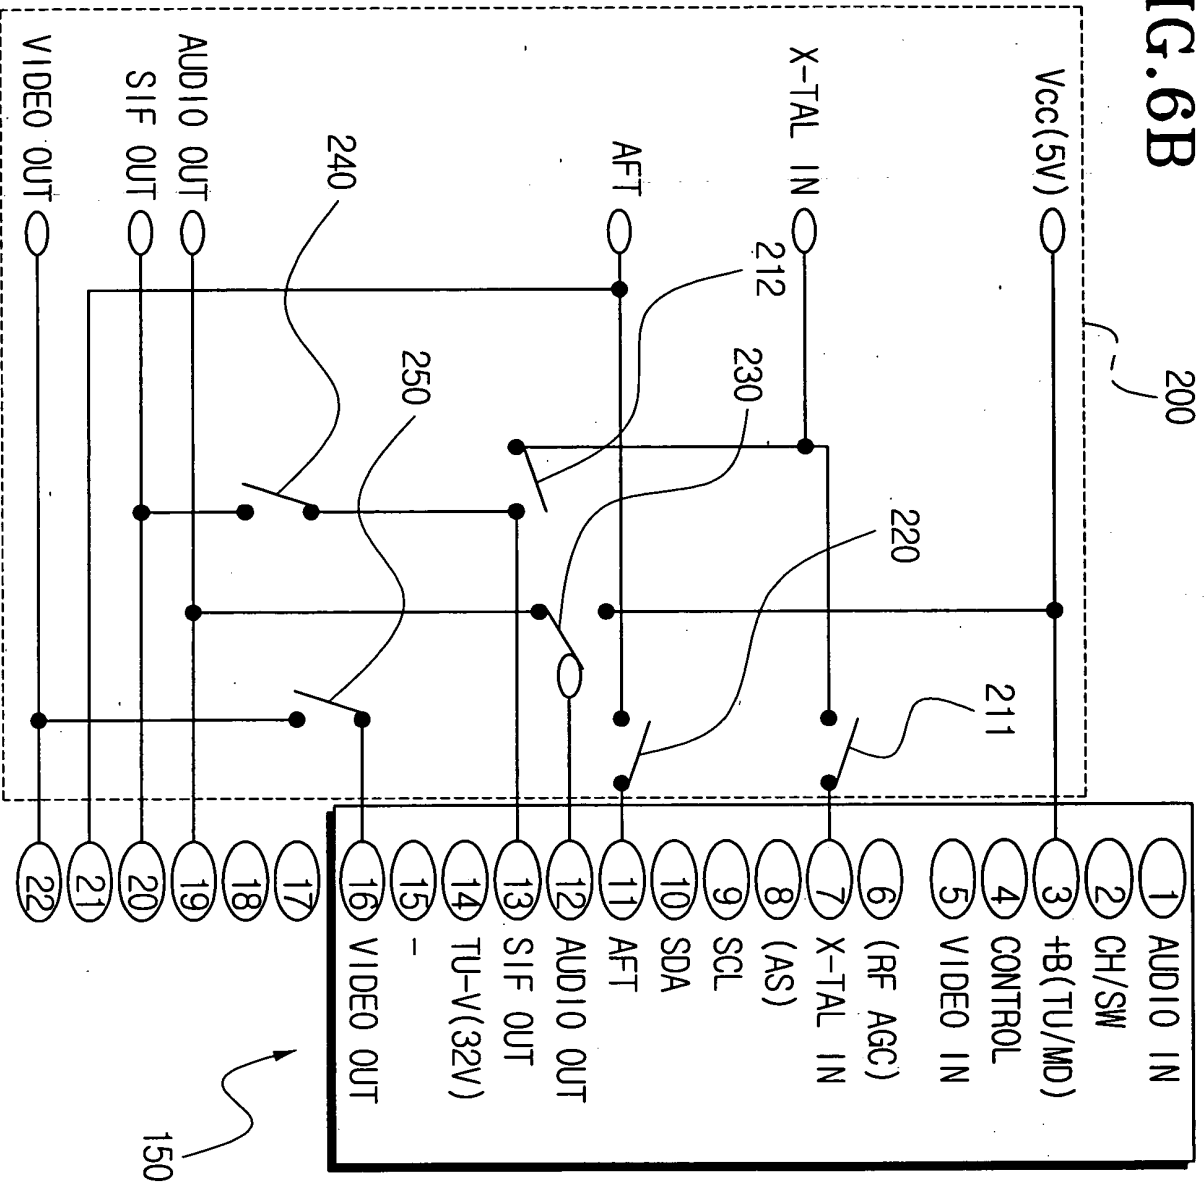 IG.6B
200
Vcc(5V)
X-TAL IN
AFT
AUDIO OUT
SIF OUT
VIDEO OUT
211
212
220
230
240
250
1 AUDIO IN
2 CH/SW
3 +B(TU/MD)
4 CONTROL
5 VIDEO IN
6 (RF AGC)
7 X-TAL IN
8 (AS)
9 SCL
10 SDA
11 AFT
12 AUDIO OUT
13 SIF OUT
14 TU-V(32V)
15 -
16 VIDEO OUT
17
18
19
20
21
22
150